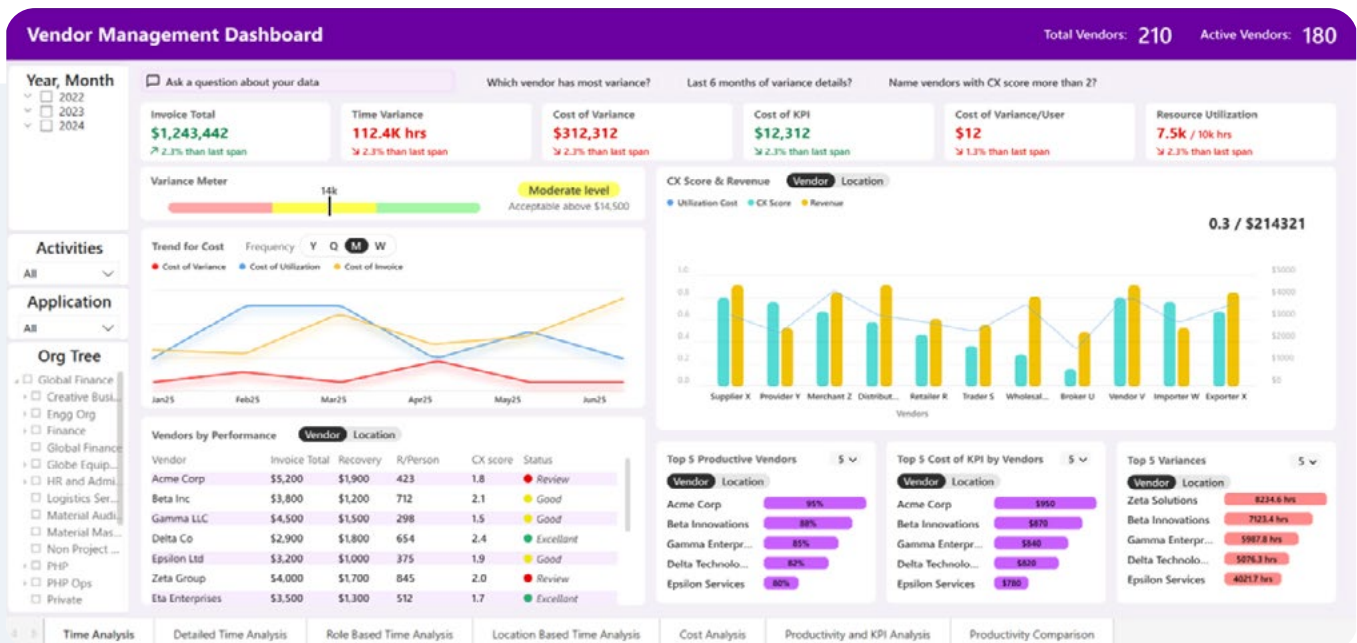 Vendor Management Dashboard
Total Vendors: 210 Active Vendors: 180
Year, Month
2022
2023
2024
Ask a question about your data
Which vendor has most variance? Last 6 months of variance details? Name vendors with CX score more than 2?
Invoice Total
$1,243,442
2.3% than last span
Time Variance
112.4K hrs
2.3% than last span
Cost of Variance
$312,312
2.3% than last span
Cost of KPI
$12,312
2.3% than last span
Cost of Variance/User
$12
1.3% than last span
Resource Utilization
7.5k / 10k hrs
2.3% than last span
Variance Meter
14k
Moderate level
Acceptable above $14,500
Activities
All
Application
All
Org Tree
Global Finance
Creative Busi...
Engg Org
Finance
Global Finance
Globe Equip...
HR and Admi...
Logistics Ser...
Material Audi...
Material Mas...
Non Project ...
PHP
PHP Ops
Private
Trend for Cost Frequency Y Q M W
Cost of Variance Cost of Utilization Cost of Invoice
Jan25 Feb25 Mar25 Apr25 May25 Jun25
CX Score & Revenue Vendor Location
Utilization Cost CX Score Revenue
0.3 / $214321
1.0 $5000
0.8 $4000
0.6 $3000
0.4 $2000
0.2 $1000
0.0 $0
Supplier X Provider Y Merchant Z Distribut... Retailer R Trader S Wholesal... Broker U Vendor V Importer W Exporter X
Vendors
Vendors by Performance Vendor Location
Vendor Invoice Total Recovery R/Person CX score Status
Acme Corp $5,200 $1,900 423 1.8 Review
Beta Inc $3,800 $1,200 712 2.1 Good
Gamma LLC $4,500 $1,500 298 1.5 Good
Delta Co $2,900 $1,800 654 2.4 Excellant
Epsilon Ltd $3,200 $1,000 375 1.9 Good
Zeta Group $4,000 $1,700 845 2.0 Review
Eta Enterprises $3,500 $1,300 512 1.7 Excellant
Top 5 Productive Vendors 5
Vendor Location
Acme Corp 95%
Beta Innovations 88%
Gamma Enterpr... 85%
Delta Technolo... 82%
Epsilon Services 80%
Top 5 Cost of KPI by Vendors 5
Vendor Location
Acme Corp $950
Beta Innovations $870
Gamma Enterpr... $840
Delta Technolo... $820
Epsilon Services $780
Top 5 Variances 5
Vendor Location
Zeta Solutions 8234.6 hrs
Beta Innovations 7123.4 hrs
Gamma Enterpr... 5987.8 hrs
Delta Technolo... 5076.3 hrs
Epsilon Services 4021.7 hrs
Time Analysis Detailed Time Analysis Role Based Time Analysis Location Based Time Analysis Cost Analysis Productivity and KPI Analysis Productivity Comparison